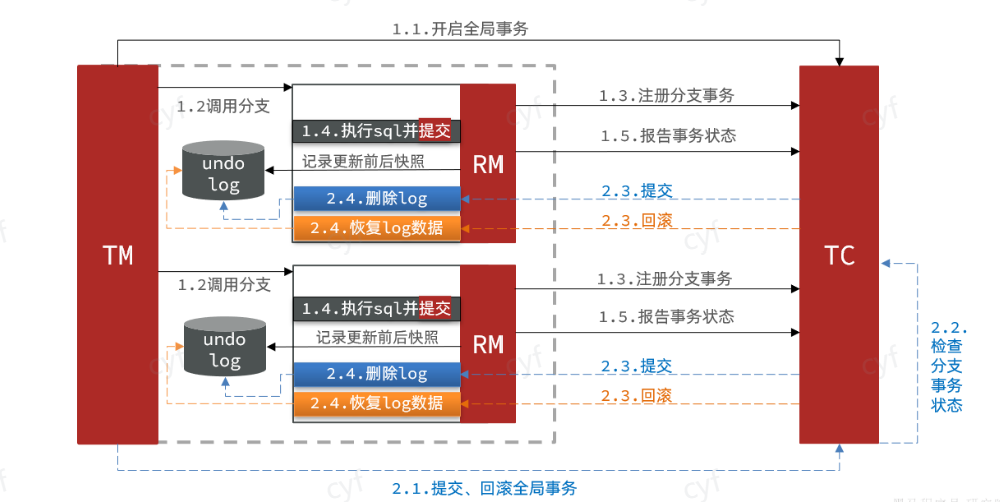 1.1.开启全局事务
1.2调用分支
1.3.注册分支事务
1.4.执行sql并提交
1.5.报告事务状态
undo
log
记录更新前后快照
RM
2.3.提交
2.4.删除log
2.3.回滚
2.4.恢复log数据
TM
TC
1.2调用分支
1.3.注册分支事务
1.4.执行sql并提交
1.5.报告事务状态
undo
log
记录更新前后快照
RM
2.3.提交
2.4.删除log
2.3.回滚
2.4.恢复log数据
2.2.
检查
分支
事务
状态
2.1.提交、回滚全局事务
cyf
cyf
cyf
cyf
cyf
cyf
cyf
cyf
cyf